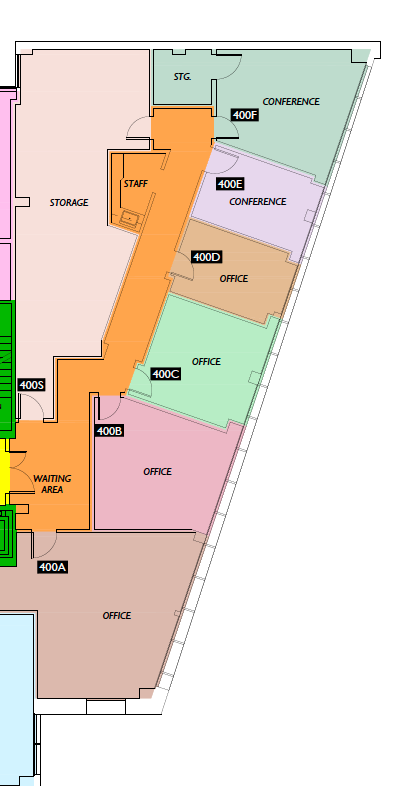 STG.
CONFERENCE
400F
STAFF
400E
CONFERENCE
STORAGE
400D
OFFICE
OFFICE
400C
400S
400B
OFFICE
WAITING
AREA
400A
OFFICE